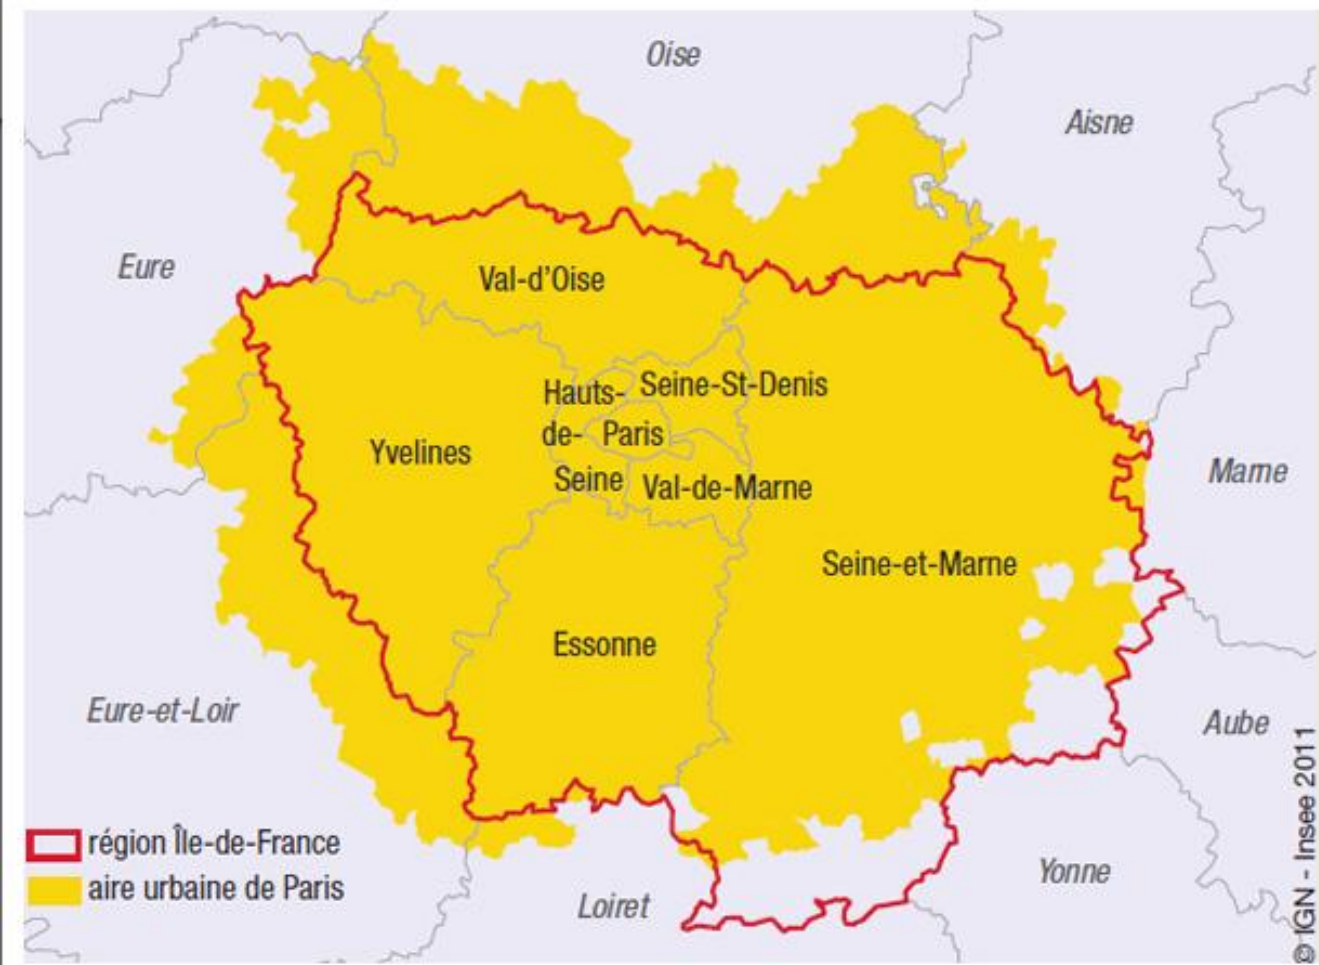 Oise
Aisne
Eure
Val-d'Oise
Hauts-
de-
Seine
Seine-St-Denis
Paris
Yvelines
Val-de-Marne
Marne
Seine-et-Marne
Essonne
Eure-et-Loir
Aube
région Île-de-France
aire urbaine de Paris
Loiret
Yonne
© IGN - Insee 2011